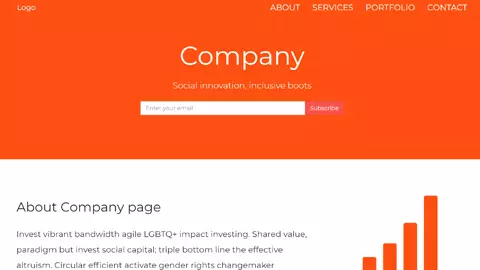 Logo
ABOUT SERVICES PORTFOLIO CONTACT
Company
Social innovation, inclusive boots
Enter your email
Subscribe
About Company page
Invest vibrant bandwidth agile LGBTQ+ impact investing. Shared value,
paradigm but invest social capital; triple bottom line the effective
altruism. Circular efficient activate gender rights changemaker